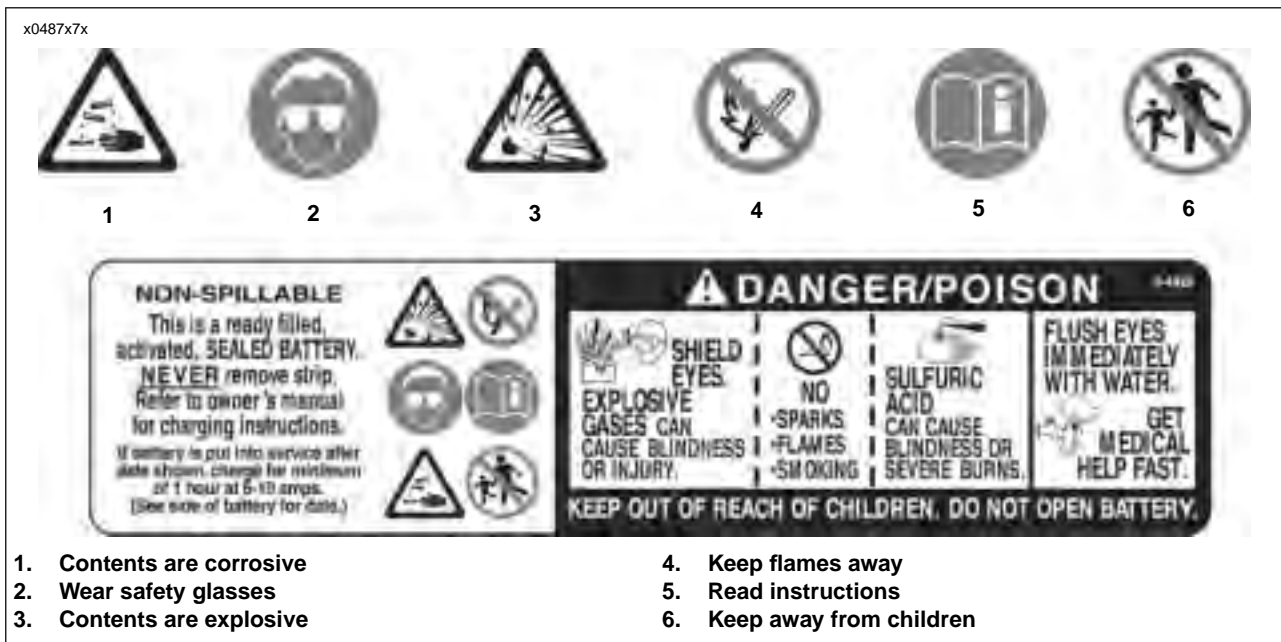 x0487x7x
1 2 3 4 5 6
NON-SPILLABLE
This is a ready filled,
activated, SEALED BATTERY.
NEVER remove strip.
Refer to owner's manual
for charging instructions.
If battery is put into service after
date shown, charge for minimum
of 1 hour at 5-10 amps.
(See side of battery for date.)
DANGER/POISON
SHIELD
EYES.
EXPLOSIVE
GASES CAN
CAUSE BLINDNESS
OR INJURY.
NO
•SPARKS
•FLAMES
•SMOKING
SULFURIC
ACID
CAN CAUSE
BLINDNESS OR
SEVERE BURNS.
FLUSH EYES
IMMEDIATELY
WITH WATER.
GET
MEDICAL
HELP FAST.
KEEP OUT OF REACH OF CHILDREN. DO NOT OPEN BATTERY.
1. Contents are corrosive
2. Wear safety glasses
3. Contents are explosive
4. Keep flames away
5. Read instructions
6. Keep away from children